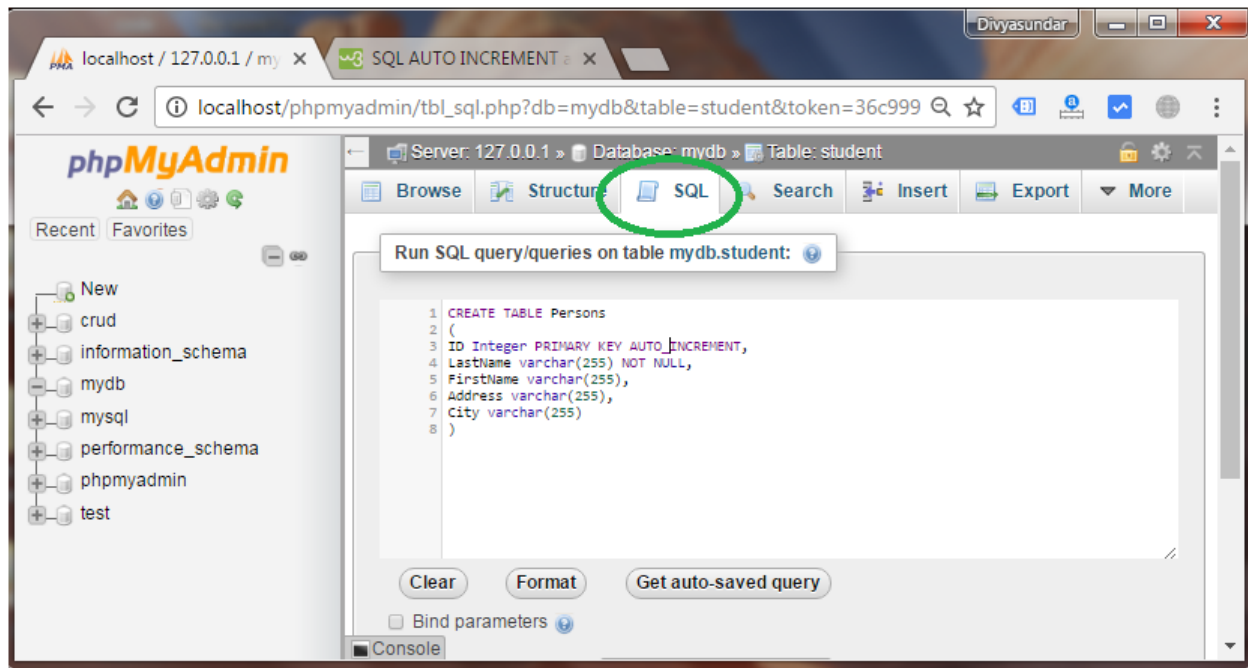 Divyasundar
localhost / 127.0.0.1 / my
SQL AUTO INCREMENT a
localhost/phpmyadmin/tbl_sql.php?db=mydb&table=student&token=36c999
phpMyAdmin
Recent Favorites
New
crud
information_schema
mydb
mysql
performance_schema
phpmyadmin
test
Server: 127.0.0.1 » Database: mydb » Table: student
Browse Structure SQL Search Insert Export More
Run SQL query/queries on table mydb.student:
1 CREATE TABLE Persons
2 (
3 ID Integer PRIMARY KEY AUTO_INCREMENT,
4 LastName varchar(255) NOT NULL,
5 FirstName varchar(255),
6 Address varchar(255),
7 City varchar(255)
8 )
Clear Format Get auto-saved query
Bind parameters
Console